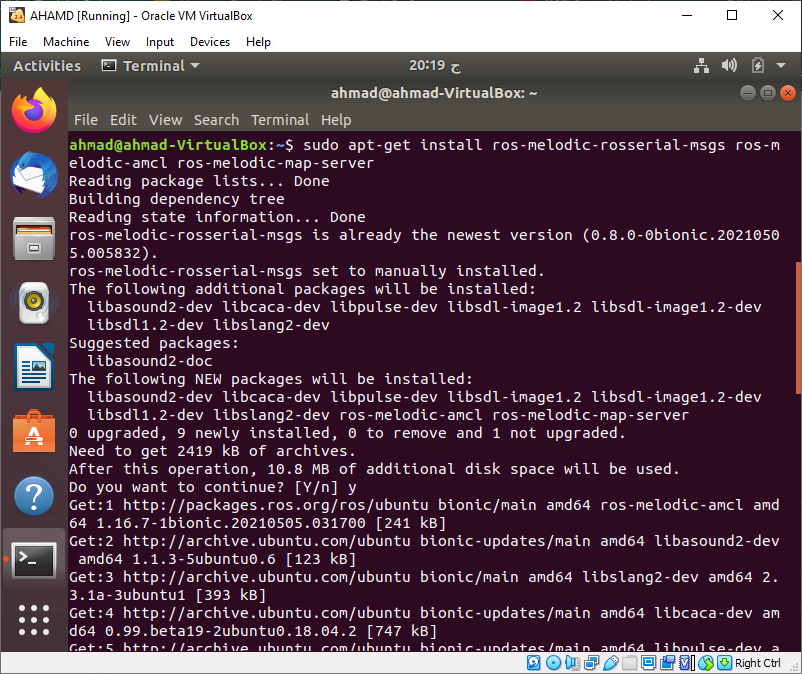 AHAMD [Running] - Oracle VM VirtualBox
File Machine View Input Devices Help
Activities Terminal 20:19 ح
ahmad@ahmad-VirtualBox: ~
File Edit View Search Terminal Help
ahmad@ahmad-VirtualBox:~$ sudo apt-get install ros-melodic-rosserial-msgs ros-m
elodic-amcl ros-melodic-map-server
Reading package lists... Done
Building dependency tree
Reading state information... Done
ros-melodic-rosserial-msgs is already the newest version (0.8.0-0bionic.2021050
5.005832).
ros-melodic-rosserial-msgs set to manually installed.
The following additional packages will be installed:
libasound2-dev libcaca-dev libpulse-dev libsdl-image1.2 libsdl-image1.2-dev
libsdl1.2-dev libslang2-dev
Suggested packages:
libasound2-doc
The following NEW packages will be installed:
libasound2-dev libcaca-dev libpulse-dev libsdl-image1.2 libsdl-image1.2-dev
libsdl1.2-dev libslang2-dev ros-melodic-amcl ros-melodic-map-server
0 upgraded, 9 newly installed, 0 to remove and 1 not upgraded.
Need to get 2419 kB of archives.
After this operation, 10.8 MB of additional disk space will be used.
Do you want to continue? [Y/n] y
Get:1 http://packages.ros.org/ros/ubuntu bionic/main amd64 ros-melodic-amcl amd
64 1.16.7-1bionic.20210505.031700 [241 kB]
Get:2 http://archive.ubuntu.com/ubuntu bionic-updates/main amd64 libasound2-dev
amd64 1.1.3-5ubuntu0.6 [123 kB]
Get:3 http://archive.ubuntu.com/ubuntu bionic/main amd64 libslang2-dev amd64 2.
3.1a-3ubuntu1 [393 kB]
Get:4 http://archive.ubuntu.com/ubuntu bionic-updates/main amd64 libcaca-dev am
d64 0.99.beta19-2ubuntu0.18.04.2 [747 kB]
Get:5 http://archive.ubuntu.com/ubuntu bionic-updates/main amd64 libpulse-dev a
Right Ctrl